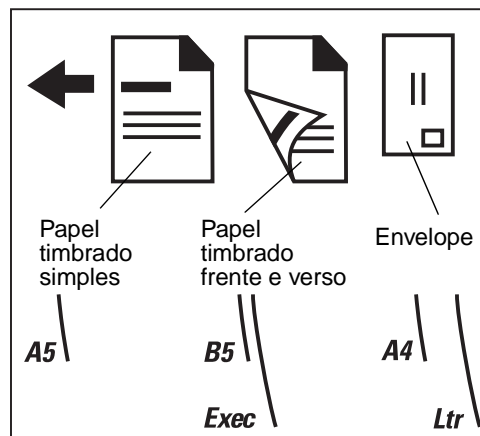 Papel
timbrado
simples
Papel
timbrado
frente e verso
Envelope
A5
B5
A4
Exec
Ltr